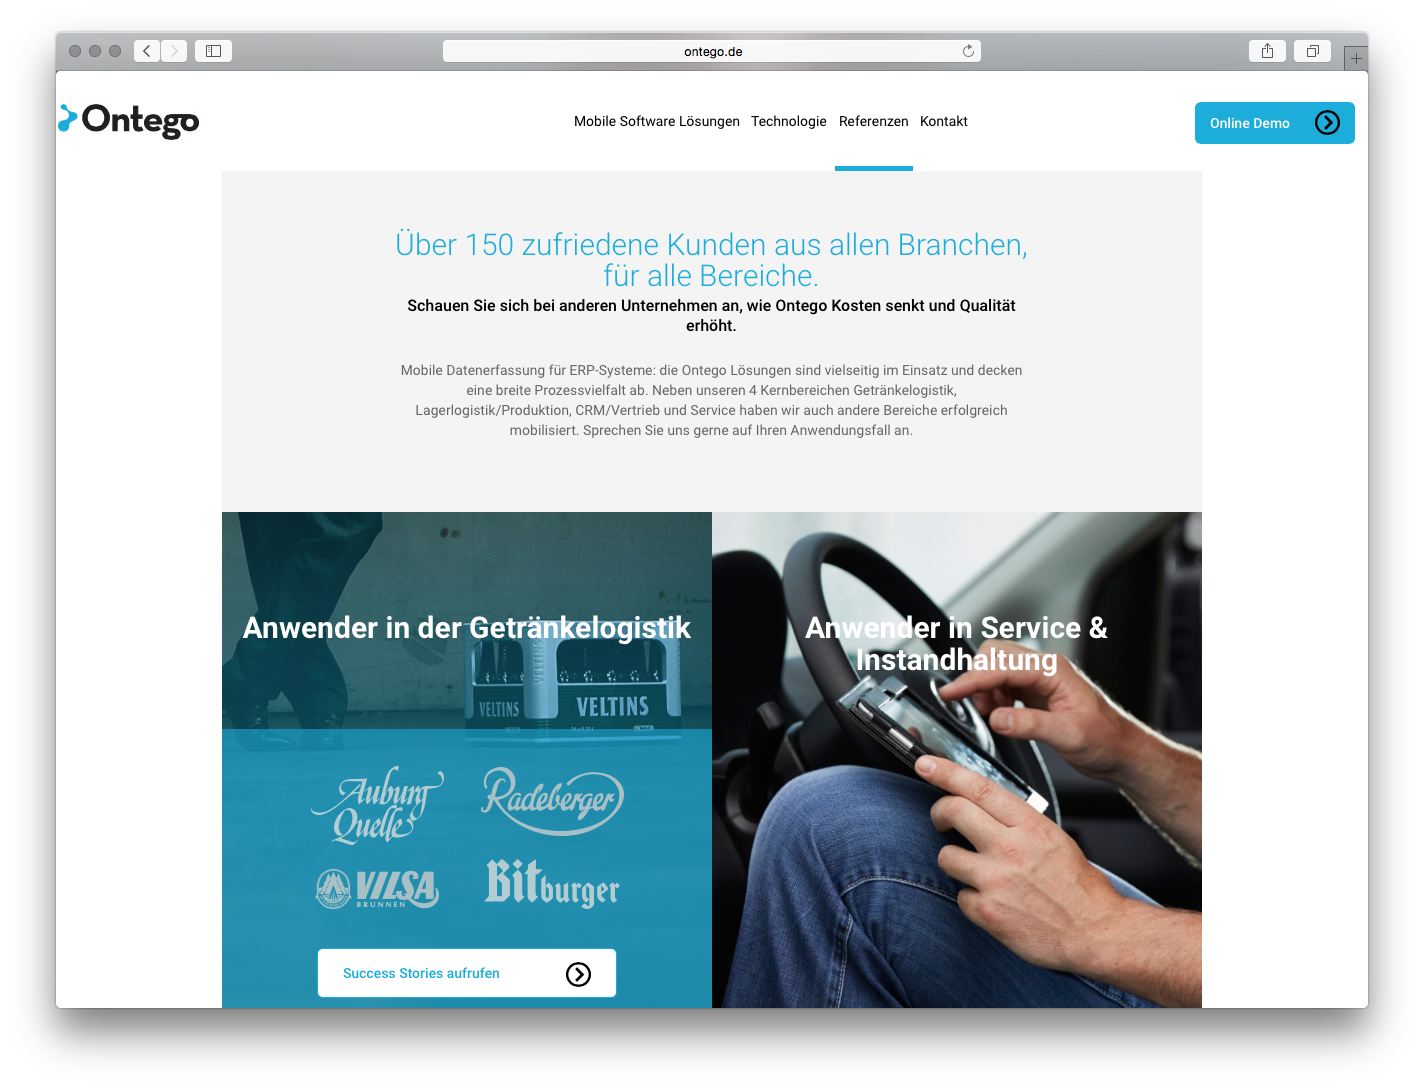 ontego.de
Ontego
Mobile Software Lösungen Technologie Referenzen Kontakt
Online Demo
Über 150 zufriedene Kunden aus allen Branchen,
für alle Bereiche.
Schauen Sie sich bei anderen Unternehmen an, wie Ontego Kosten senkt und Qualität
erhöht.
Mobile Datenerfassung für ERP-Systeme: die Ontego Lösungen sind vielseitig im Einsatz und decken
eine breite Prozessvielfalt ab. Neben unseren 4 Kernbereichen Getränkelogistik,
Lagerlogistik/Produktion, CRM/Vertrieb und Service haben wir auch andere Bereiche erfolgreich
mobilisiert. Sprechen Sie uns gerne auf Ihren Anwendungsfall an.
Anwender in der Getränkelogistik
VELTINS
VELTINS VELTINS
Auburg
Quelle
Radeberger
VILSA
BRUNNEN
Bitburger
Success Stories aufrufen
Anwender in Service &
Instandhaltung